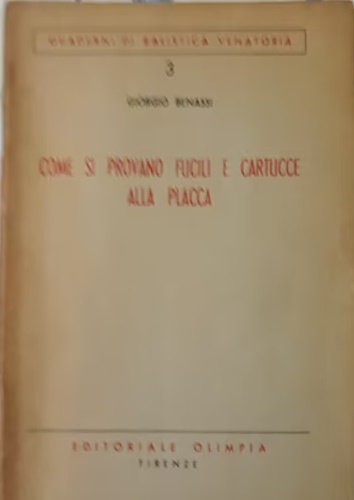 QUADERNI DI BALISTICA VENATORIA
3
GIORGIO BENASSI
COME SI PROVANO FUCILI E CARTUCCE
ALLA PLACCA
EDITORIALE OLIMPIA
FIRENZE